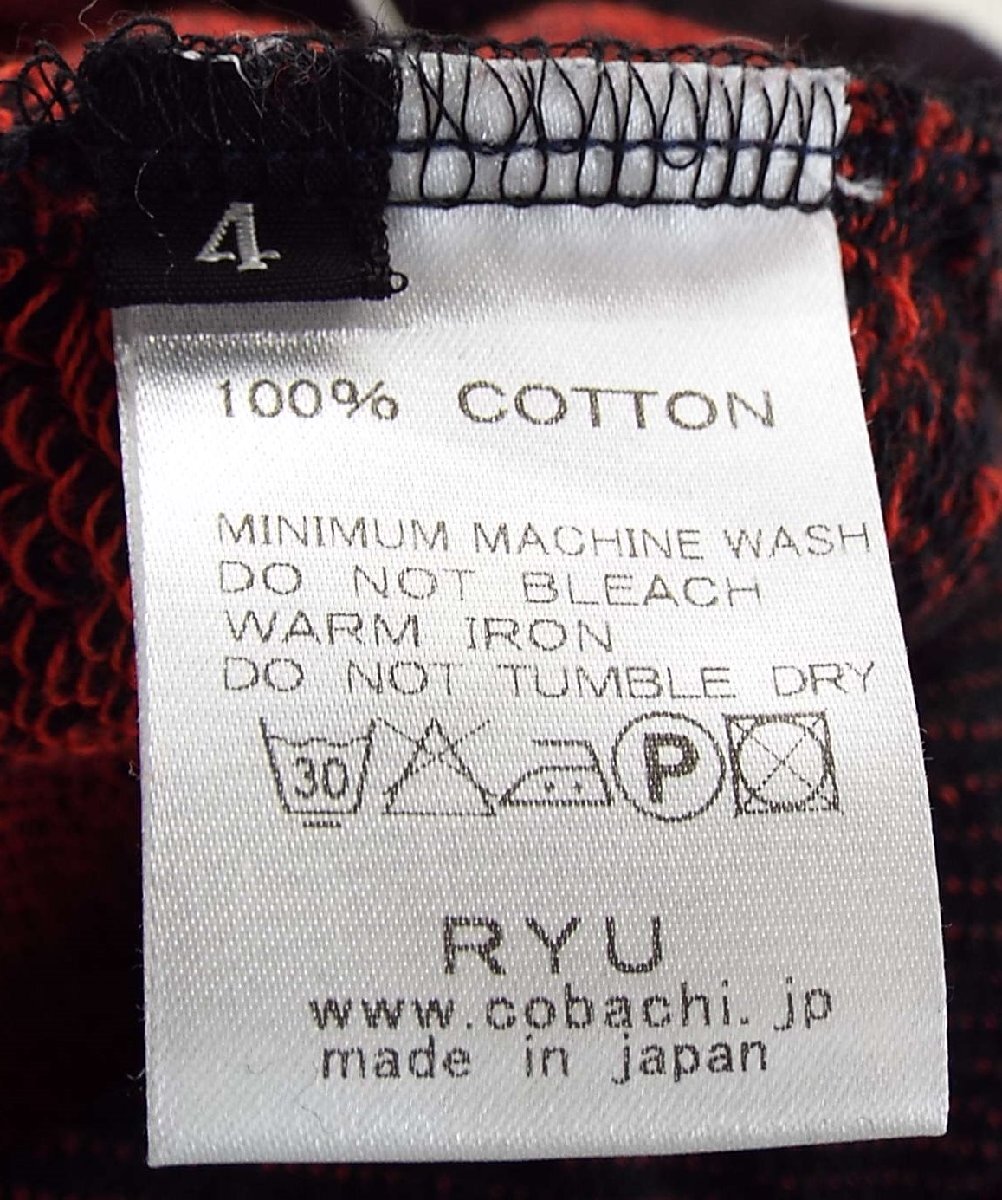 4
100% COTTON
MINIMUM MACHINE WASH
DO NOT BLEACH
WARM IRON
DO NOT TUMBLE DRY
30 P
RYU
www.cobachi.jp
made in japan